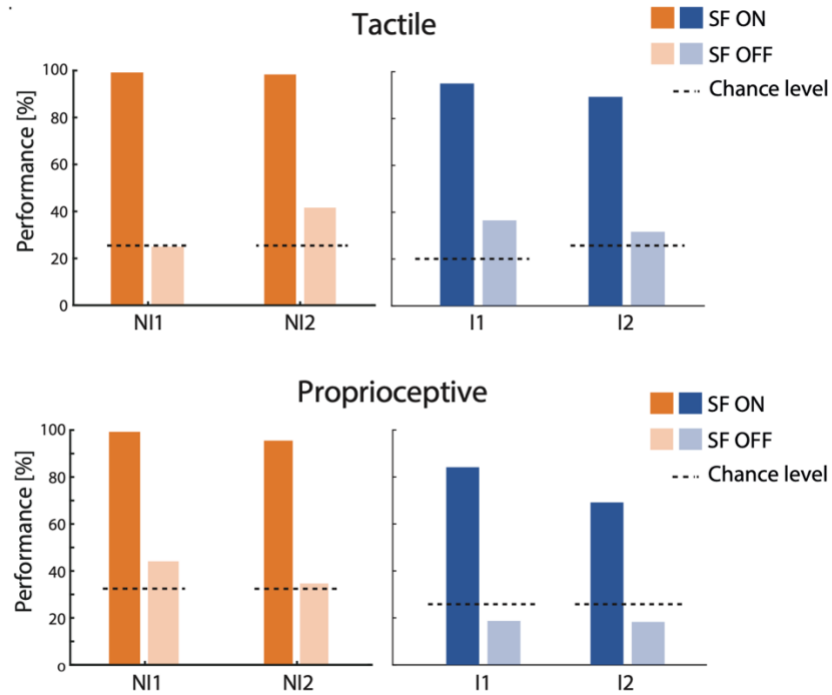 Tactile
SF ON
SF OFF
Chance level
Performance [%]
100
80
60
40
20
0
NI1
NI2
I1
I2
Proprioceptive
SF ON
SF OFF
Chance level
Performance [%]
100
80
60
40
20
0
NI1
NI2
I1
I2